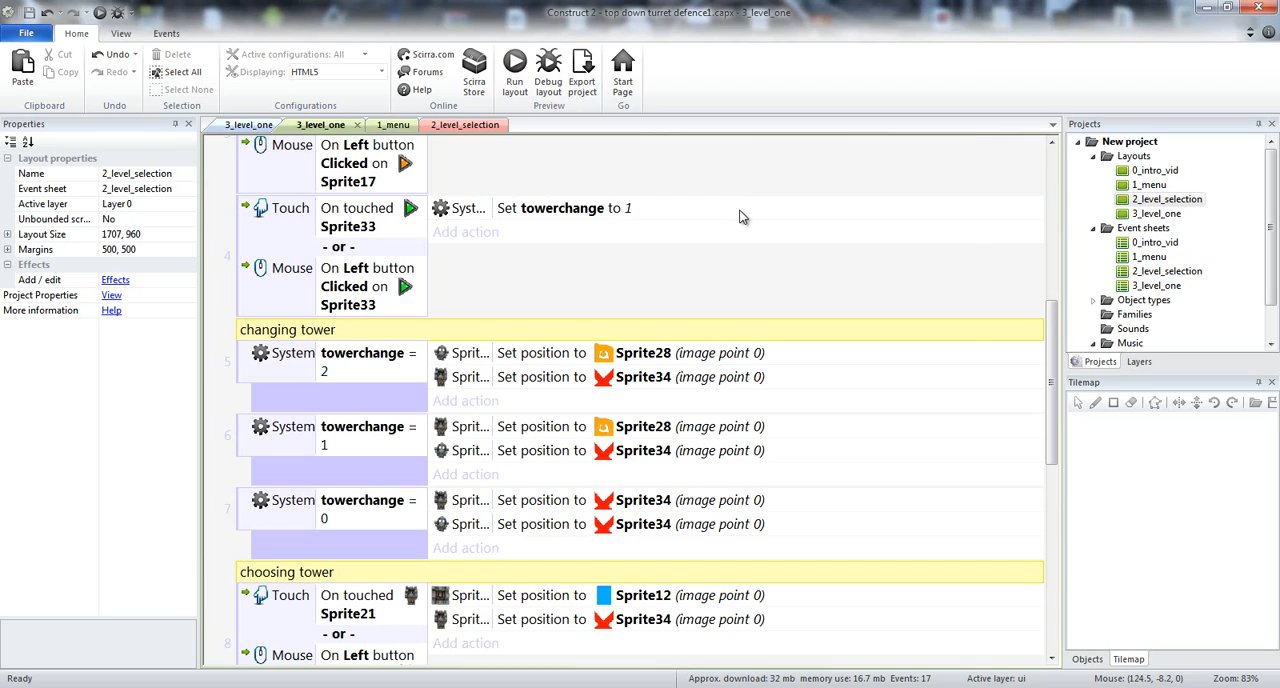 Construct 2 - top down turret defence1.capx - 3_level_one
File Home View Events
Paste Cut Copy Undo Redo Delete Select All Select None Active configurations: All Displaying: HTML5 Scirra.com Forums Help Scirra Store Run layout Debug layout Export project Start Page
Clipboard Undo Selection Configurations Online Preview Go
Properties
Layout properties
Name 2_level_selection
Event sheet 2_level_selection
Active layer Layer 0
Unbounded scr... No
Layout Size 1707, 960
Margins 500, 500
Effects
Add / edit Effects
Project Properties View
More information Help
3_level_one 3_level_one 1_menu 2_level_selection
Mouse On Left button
Clicked on
Sprite17
Touch On touched
Sprite33
- or -
Mouse On Left button
Clicked on
Sprite33
Syst... Set towerchange to 1
Add action
4
changing tower
5 System towerchange =
2
Sprit... Set position to Sprite28 (image point 0)
Sprit... Set position to Sprite34 (image point 0)
Add action
6 System towerchange =
1
Sprit... Set position to Sprite28 (image point 0)
Sprit... Set position to Sprite34 (image point 0)
Add action
7 System towerchange =
0
Sprit... Set position to Sprite34 (image point 0)
Sprit... Set position to Sprite34 (image point 0)
Add action
choosing tower
8 Touch On touched
Sprite21
- or -
Mouse On Left button
Sprit... Set position to Sprite12 (image point 0)
Sprit... Set position to Sprite34 (image point 0)
Add action
Projects
New project
Layouts
0_intro_vid
1_menu
2_level_selection
3_level_one
Event sheets
0_intro_vid
1_menu
2_level_selection
3_level_one
Object types
Families
Sounds
Music
Projects Layers
Tilemap
Objects Tilemap
Ready Approx. download: 32 mb memory use: 16.7 mb Events: 17 Active layer: ui Mouse: (124.5, -8.2, 0) Zoom: 83%